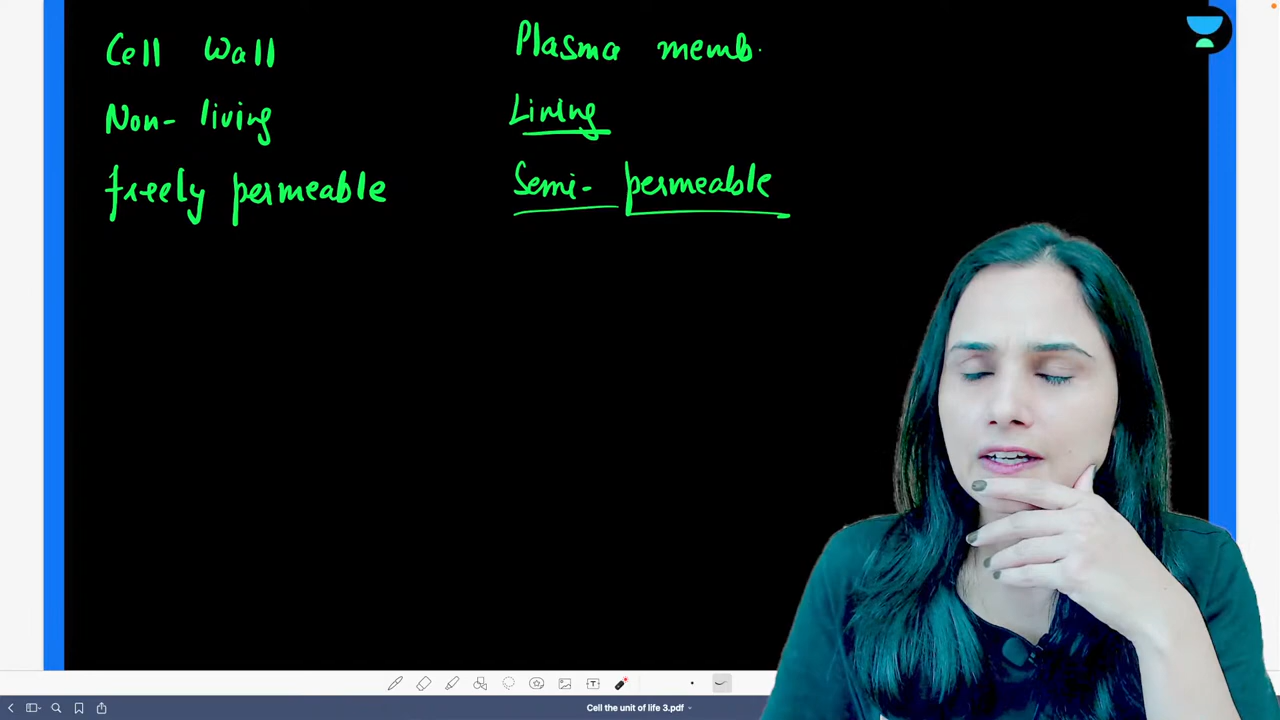 Cell Wall Plasma memb.
Non-living Living
freely permeable Semi-permeable
Cell the unit of life 3.pdf